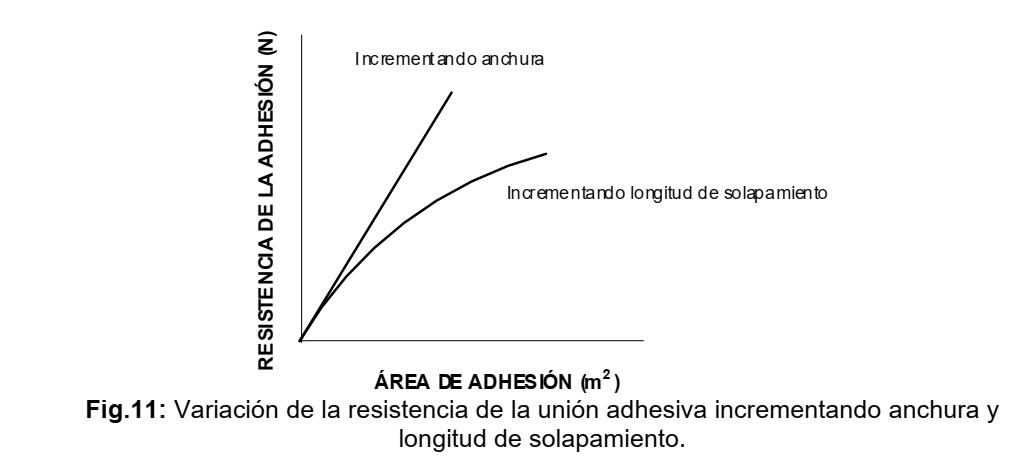 RESISTENCIA DE LA ADHESIÓN (N)
Incrementando anchura
Incrementando longitud de solapamiento
ÁREA DE ADHESIÓN (m²)
Fig.11: Variación de la resistencia de la unión adhesiva incrementando anchura y
longitud de solapamiento.